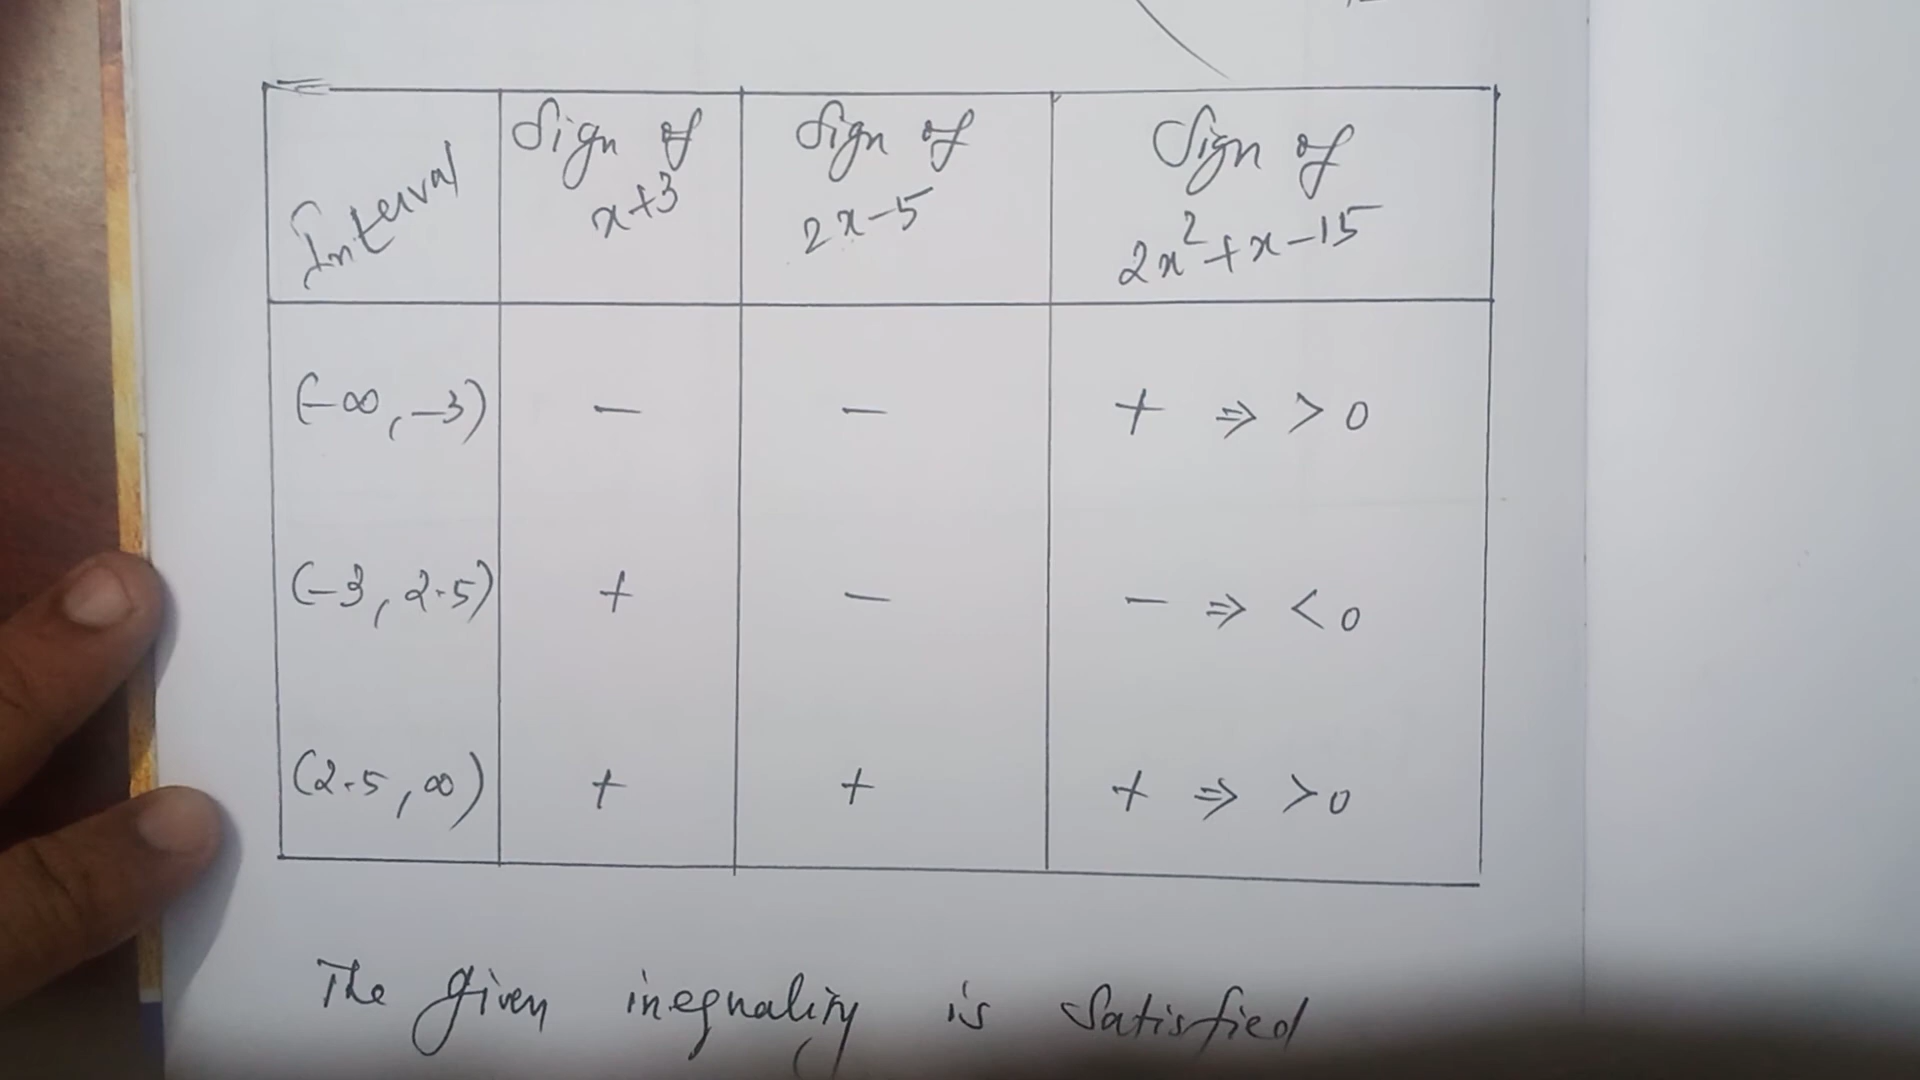 Interval | Sign of x+3 | Sign of 2x-5 | Sign of 2x²+x-15
(-∞, -3) | - | - | + ⇒ > 0
(-3, 2.5) | + | - | - ⇒ < 0
(2.5, ∞) | + | + | + ⇒ > 0
The given inequality is satisfied